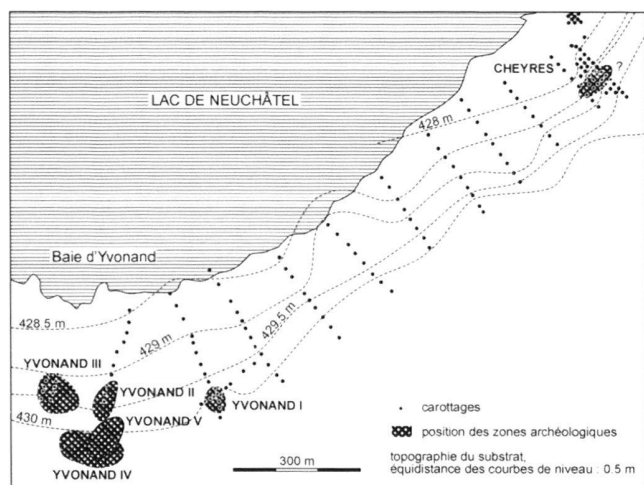 CHEYRES
?
LAC DE NEUCHÂTEL
428 m
Baie d'Yvonand
428.5 m
429 m
429.5 m
YVONAND III
YVONAND II
430 m
YVONAND V
YVONAND I
YVONAND IV
300 m
carottages
position des zones archéologiques
topographie du substrat,
équidistance des courbes de niveau : 0.5 m